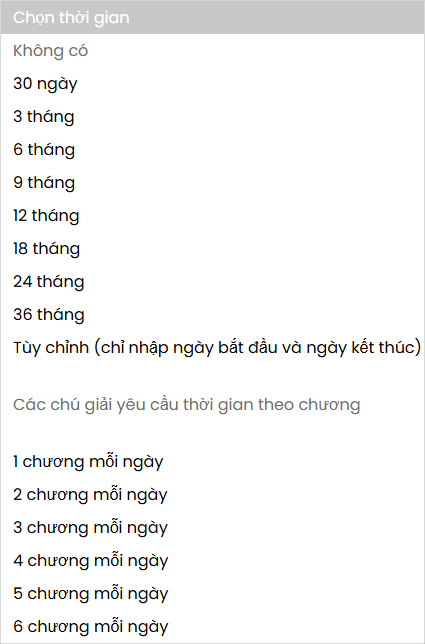 Chọn thời gian
Không có
30 ngày
3 tháng
6 tháng
9 tháng
12 tháng
18 tháng
24 tháng
36 tháng
Tùy chỉnh (chỉ nhập ngày bắt đầu và ngày kết thúc)
Các chú giải yêu cầu thời gian theo chương
1 chương mỗi ngày
2 chương mỗi ngày
3 chương mỗi ngày
4 chương mỗi ngày
5 chương mỗi ngày
6 chương mỗi ngày